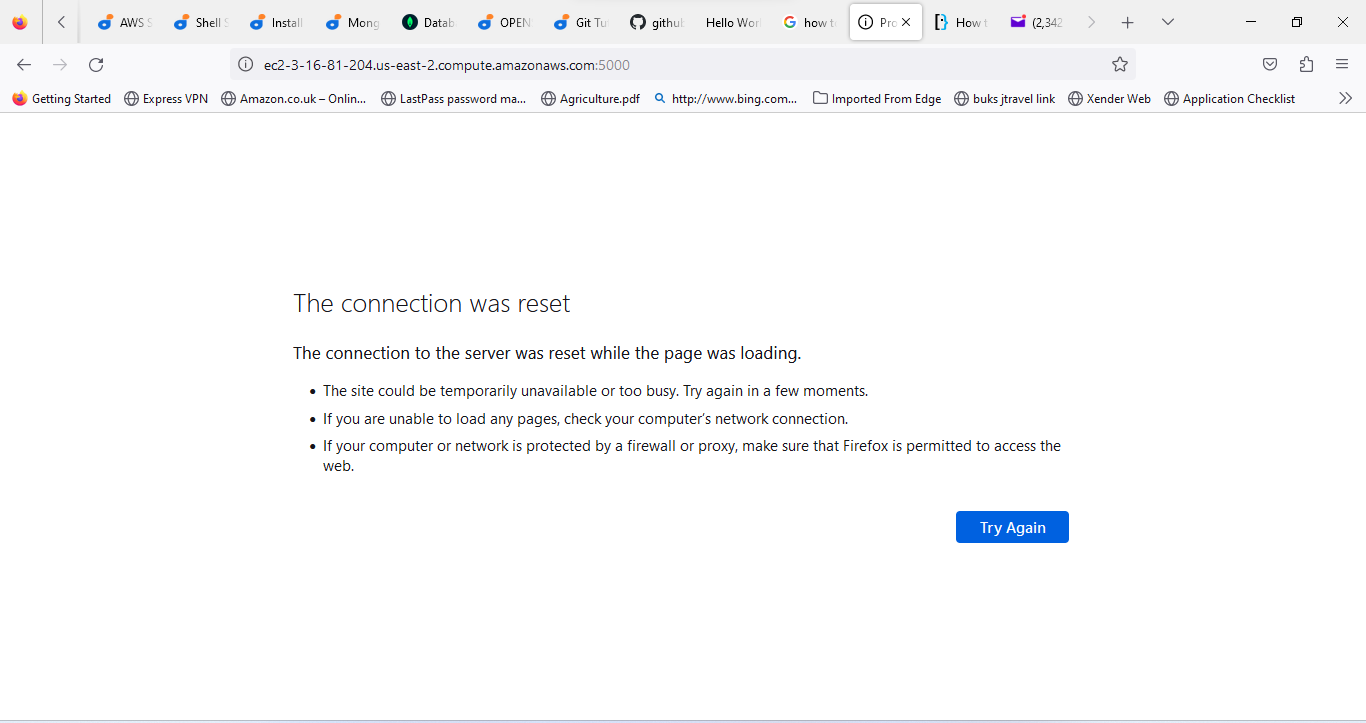 AWS S
Shell S
Install
Mong
Datab
OPEN
Git Tu
github
Hello Worl
how to
Pro
How t
(2,342
ec2-3-16-81-204.us-east-2.compute.amazonaws.com:5000
Getting Started
Express VPN
Amazon.co.uk – Onlin...
LastPass password ma...
Agriculture.pdf
http://www.bing.com...
Imported From Edge
buks jtravel link
Xender Web
Application Checklist
The connection was reset
The connection to the server was reset while the page was loading.
The site could be temporarily unavailable or too busy. Try again in a few moments.
If you are unable to load any pages, check your computer’s network connection.
If your computer or network is protected by a firewall or proxy, make sure that Firefox is permitted to access the
web.
Try Again